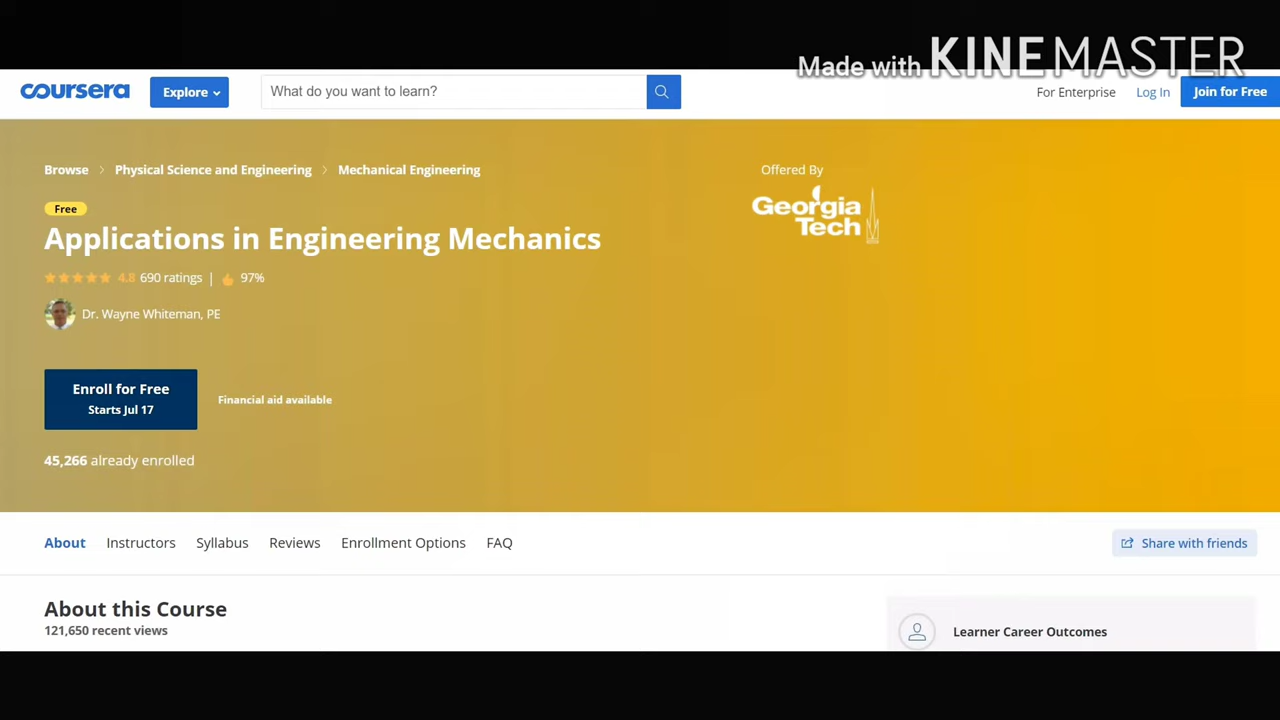 Made with KINEMASTER
coursera Explore What do you want to learn? For Enterprise Log In Join for Free
Browse Physical Science and Engineering Mechanical Engineering
Offered By
Georgia
Tech
Free
Applications in Engineering Mechanics
4.8 690 ratings | 97%
Dr. Wayne Whiteman, PE
Enroll for Free
Starts Jul 17
Financial aid available
45,266 already enrolled
About Instructors Syllabus Reviews Enrollment Options FAQ Share with friends
About this Course
121,650 recent views
Learner Career Outcomes